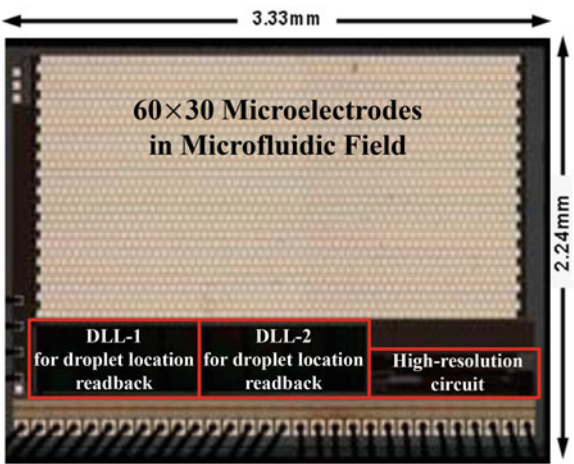 3.33mm
60×30 Microelectrodes
in Microfluidic Field
2.24mm
DLL-1
for droplet location
readback
DLL-2
for droplet location
readback
High-resolution
circuit